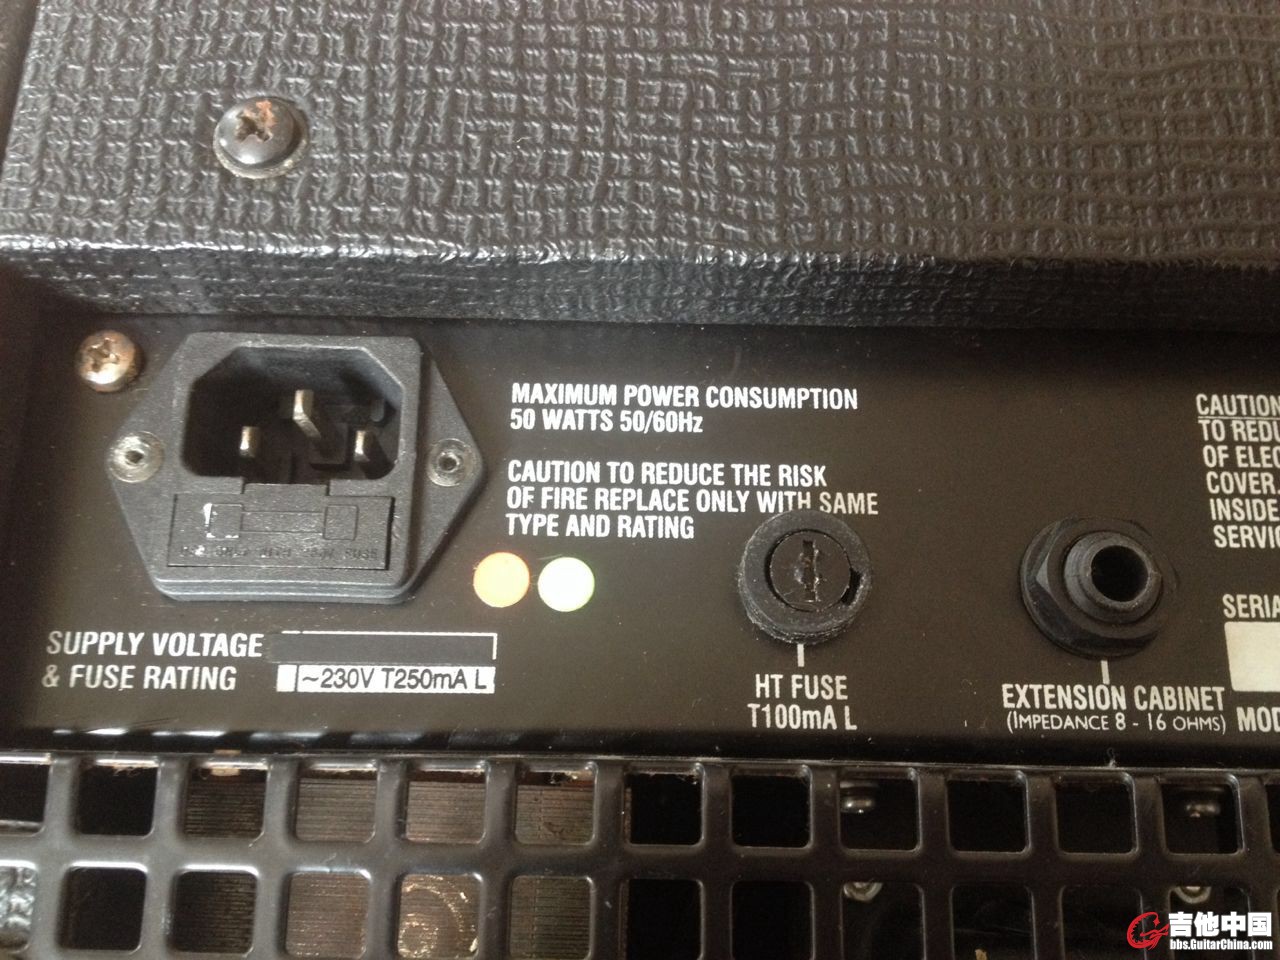 MAXIMUM POWER CONSUMPTION
50 WATTS 50/60Hz
CAUTION TO REDUCE THE RISK
OF FIRE REPLACE ONLY WITH SAME
TYPE AND RATING
SUPPLY VOLTAGE
& FUSE RATING
~230V T250mA L
HT FUSE
T100mA L
EXTENSION CABINET
(IMPEDANCE 8 - 16 OHMS)
CAUTION
TO REDU
OF ELEC
COVER.
INSIDE
SERVIC
SERIA
MOD
吉他中国
bbs.GuitarChina.com